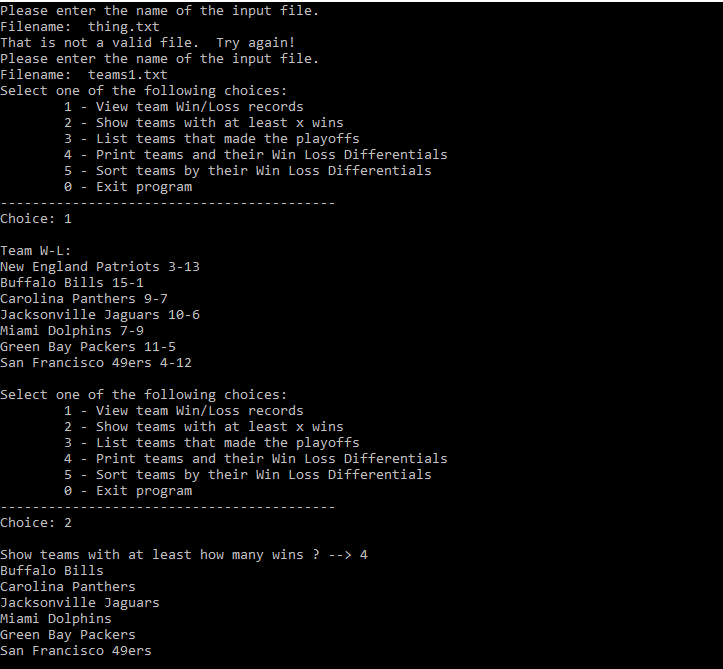 Please enter the name of the input file.
Filename:  thing.txt
That is not a valid file.  Try again!
Please enter the name of the input file.
Filename:  teams1.txt
Select one of the following choices:
        1 - View team Win/Loss records
        2 - Show teams with at least x wins
        3 - List teams that made the playoffs
        4 - Print teams and their Win Loss Differentials
        5 - Sort teams by their Win Loss Differentials
        0 - Exit program
------------------------------------------
Choice: 1
Team W-L:
New England Patriots 3-13
Buffalo Bills 15-1
Carolina Panthers 9-7
Jacksonville Jaguars 10-6
Miami Dolphins 7-9
Green Bay Packers 11-5
San Francisco 49ers 4-12
Select one of the following choices:
        1 - View team Win/Loss records
        2 - Show teams with at least x wins
        3 - List teams that made the playoffs
        4 - Print teams and their Win Loss Differentials
        5 - Sort teams by their Win Loss Differentials
        0 - Exit program
------------------------------------------
Choice: 2
Show teams with at least how many wins ? --> 4
Buffalo Bills
Carolina Panthers
Jacksonville Jaguars
Miami Dolphins
Green Bay Packers
San Francisco 49ers